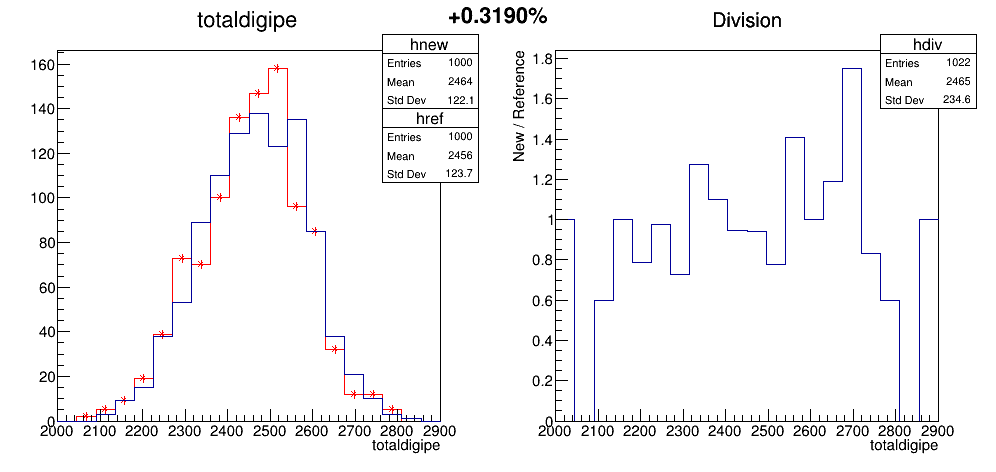 +0.3190%
totaldigipe
hnew
Entries 1000
Mean 2464
Std Dev 122.1
href
Entries 1000
Mean 2456
Std Dev 123.7
160
140
120
100
80
60
40
20
0
2000 2100 2200 2300 2400 2500 2600 2700 2800 2900
totaldigipe
Division
hdiv
Entries 1022
Mean 2465
Std Dev 234.6
New / Reference
1.8
1.6
1.4
1.2
1
0.8
0.6
0.4
0.2
0
2000 2100 2200 2300 2400 2500 2600 2700 2800 2900
totaldigipe